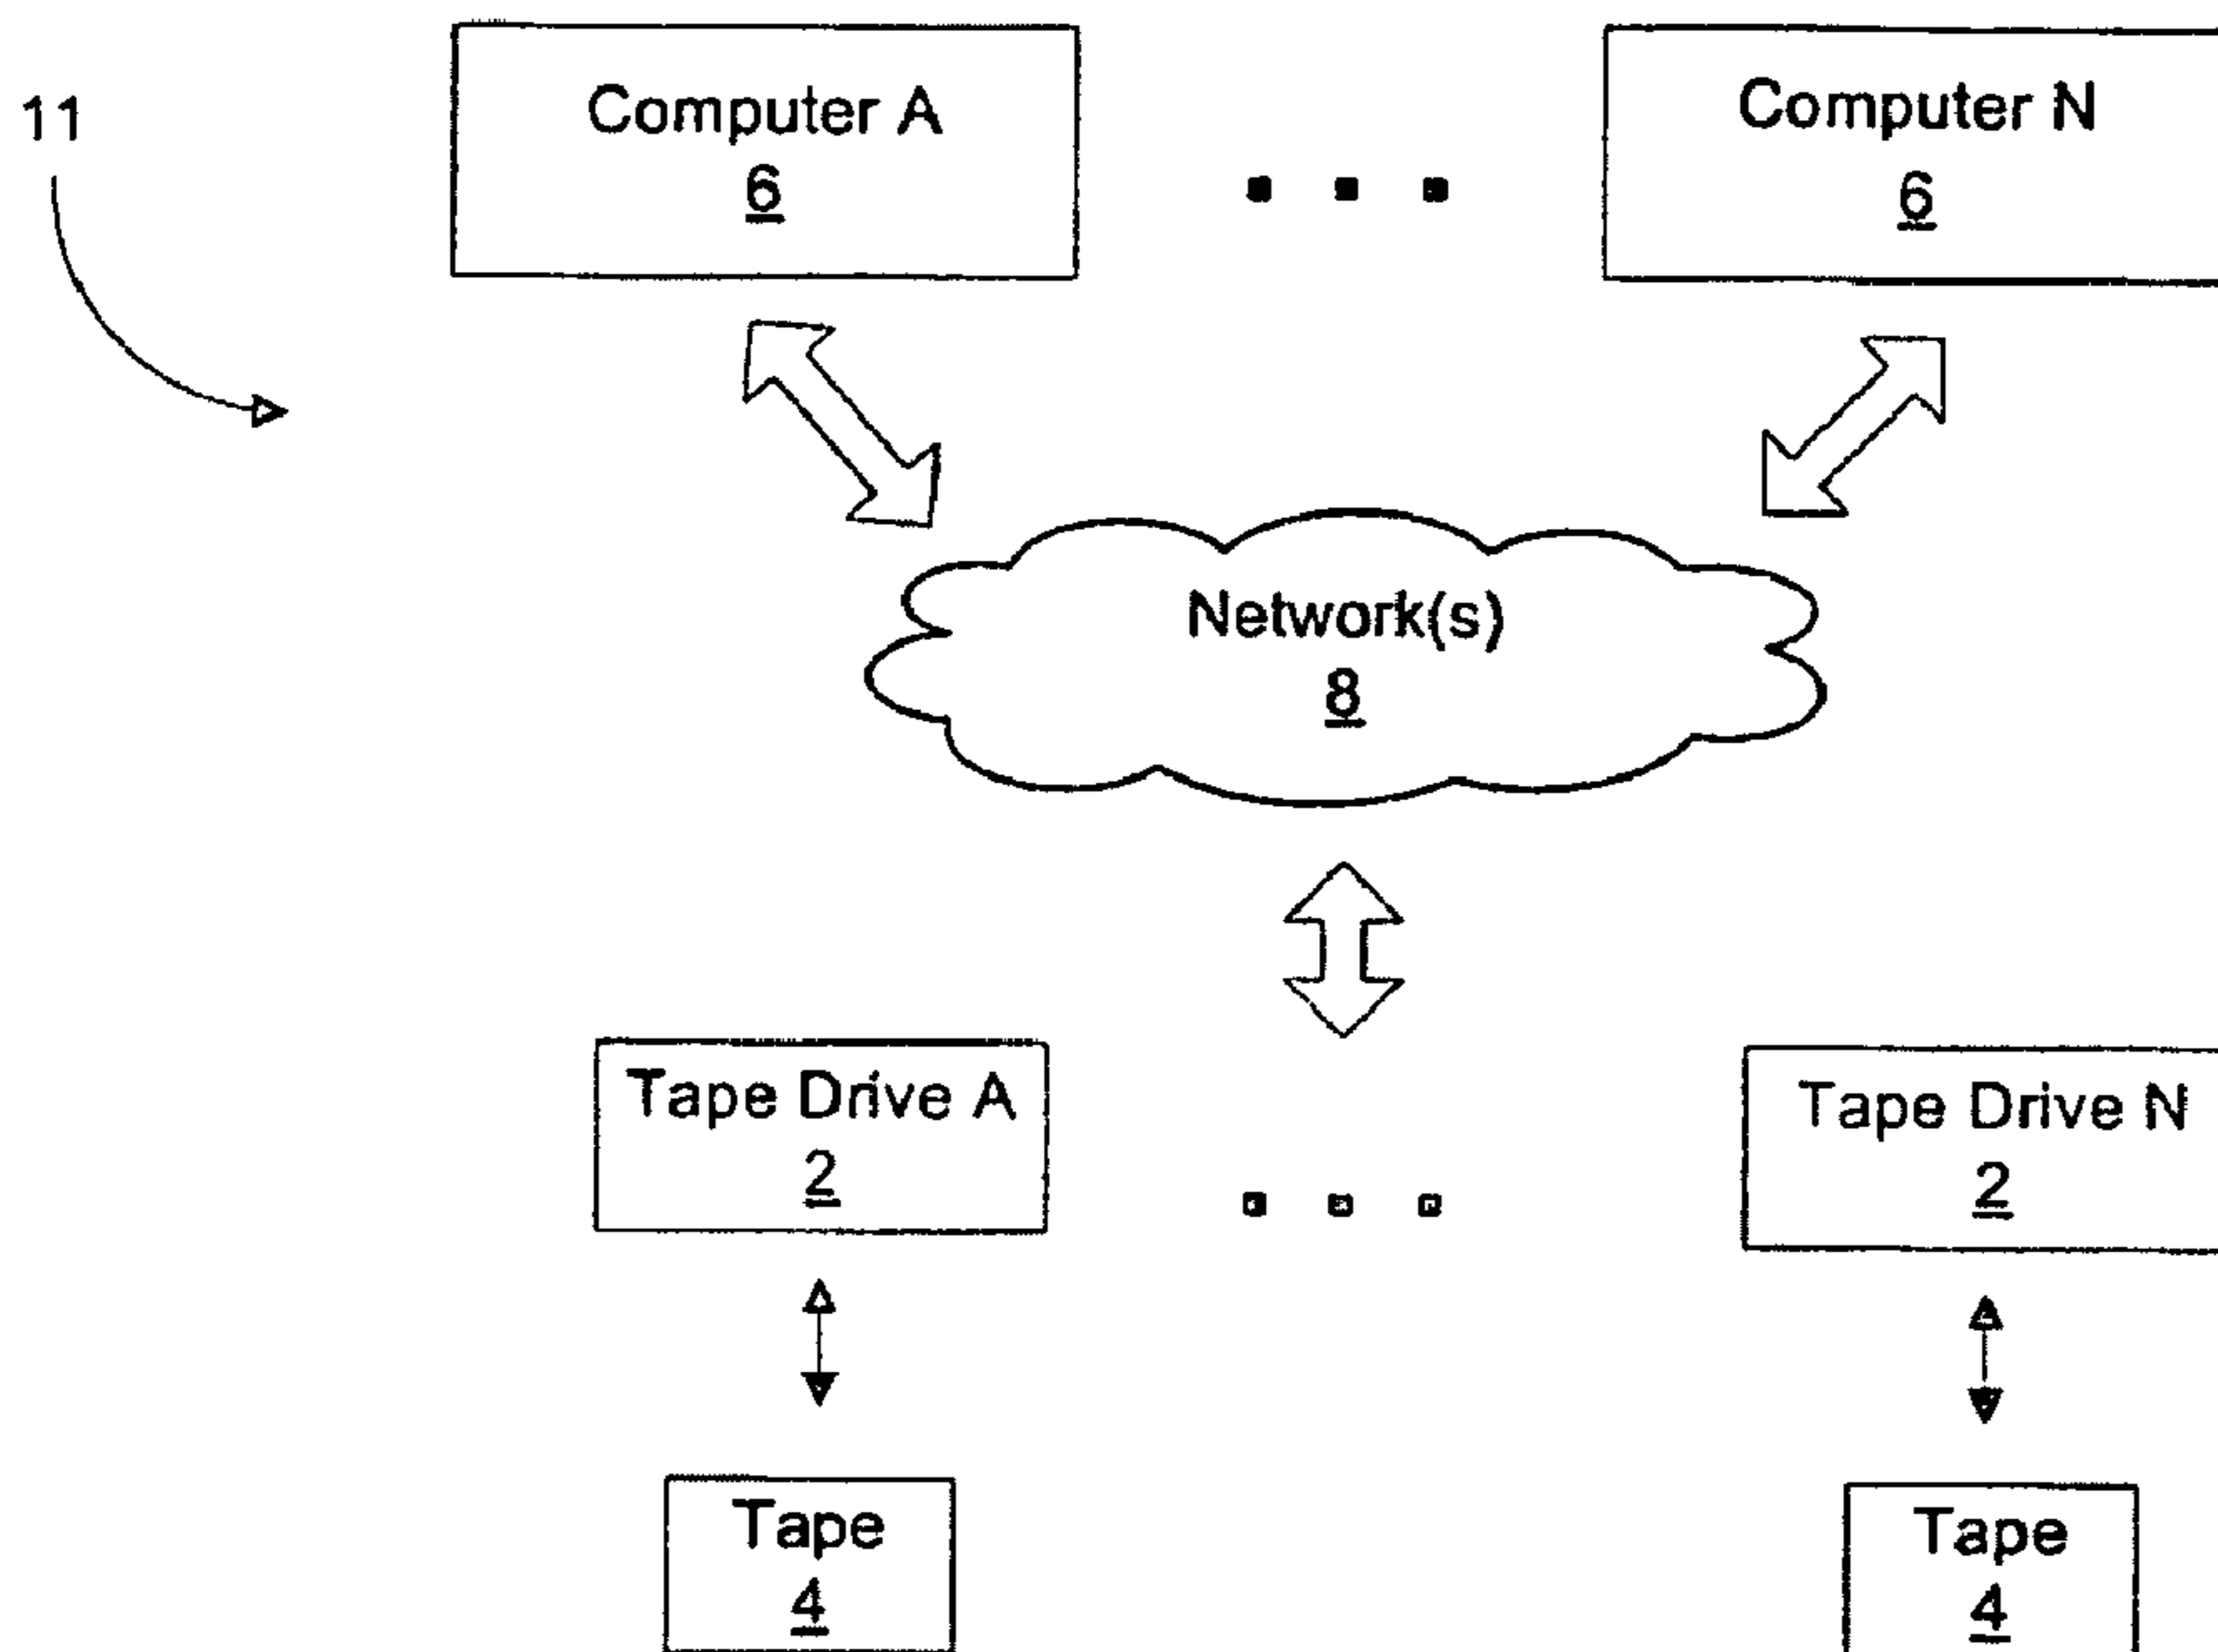 11
Computer A
6
Computer N
6
Network(s)
8
Tape Drive A
2
Tape Drive N
2
Tape
4
Tape
4